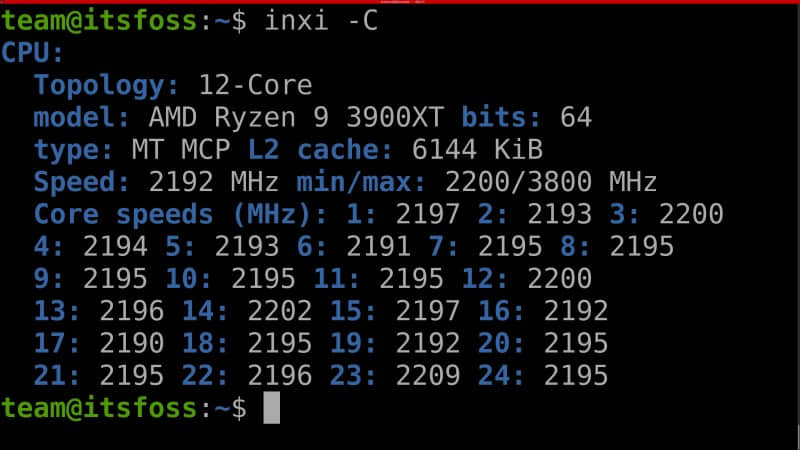 team@itsfoss:~$ inxi -C
CPU:
Topology: 12-Core
model: AMD Ryzen 9 3900XT bits: 64
type: MT MCP L2 cache: 6144 KiB
Speed: 2192 MHz min/max: 2200/3800 MHz
Core speeds (MHz): 1: 2197 2: 2193 3: 2200
4: 2194 5: 2193 6: 2191 7: 2195 8: 2195
9: 2195 10: 2195 11: 2195 12: 2200
13: 2196 14: 2202 15: 2197 16: 2192
17: 2190 18: 2195 19: 2192 20: 2195
21: 2195 22: 2196 23: 2209 24: 2195
team@itsfoss:~$